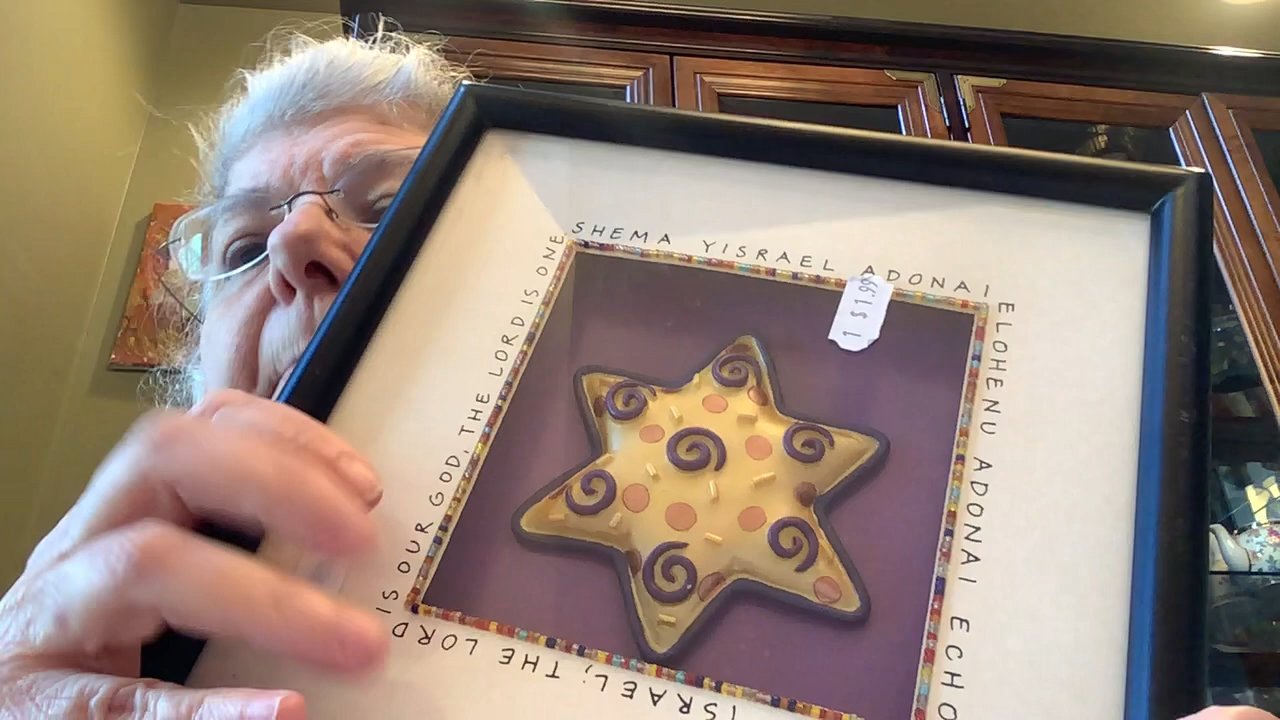 SHEMA YISRAEL ADONAI
ELOHENU ADONAI ECHO
ISRAEL; THE LORD
IS OUR GOD, THE LORD IS ONE
1 $1.99